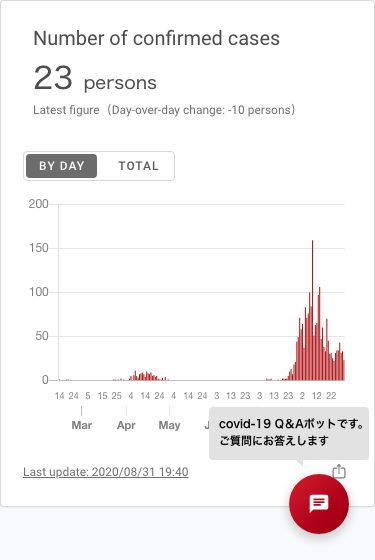 Number of confirmed cases
23 persons
Latest figure（Day-over-day change: -10 persons）
BY DAY TOTAL
200
150
100
50
0
14 24 5 15 25 4 14 24 4 14 24 3 13 23 3 13 23 2 12 22
Mar Apr May
covid-19 Q&Aボットです。
ご質問にお答えします
Last update: 2020/08/31 19:40